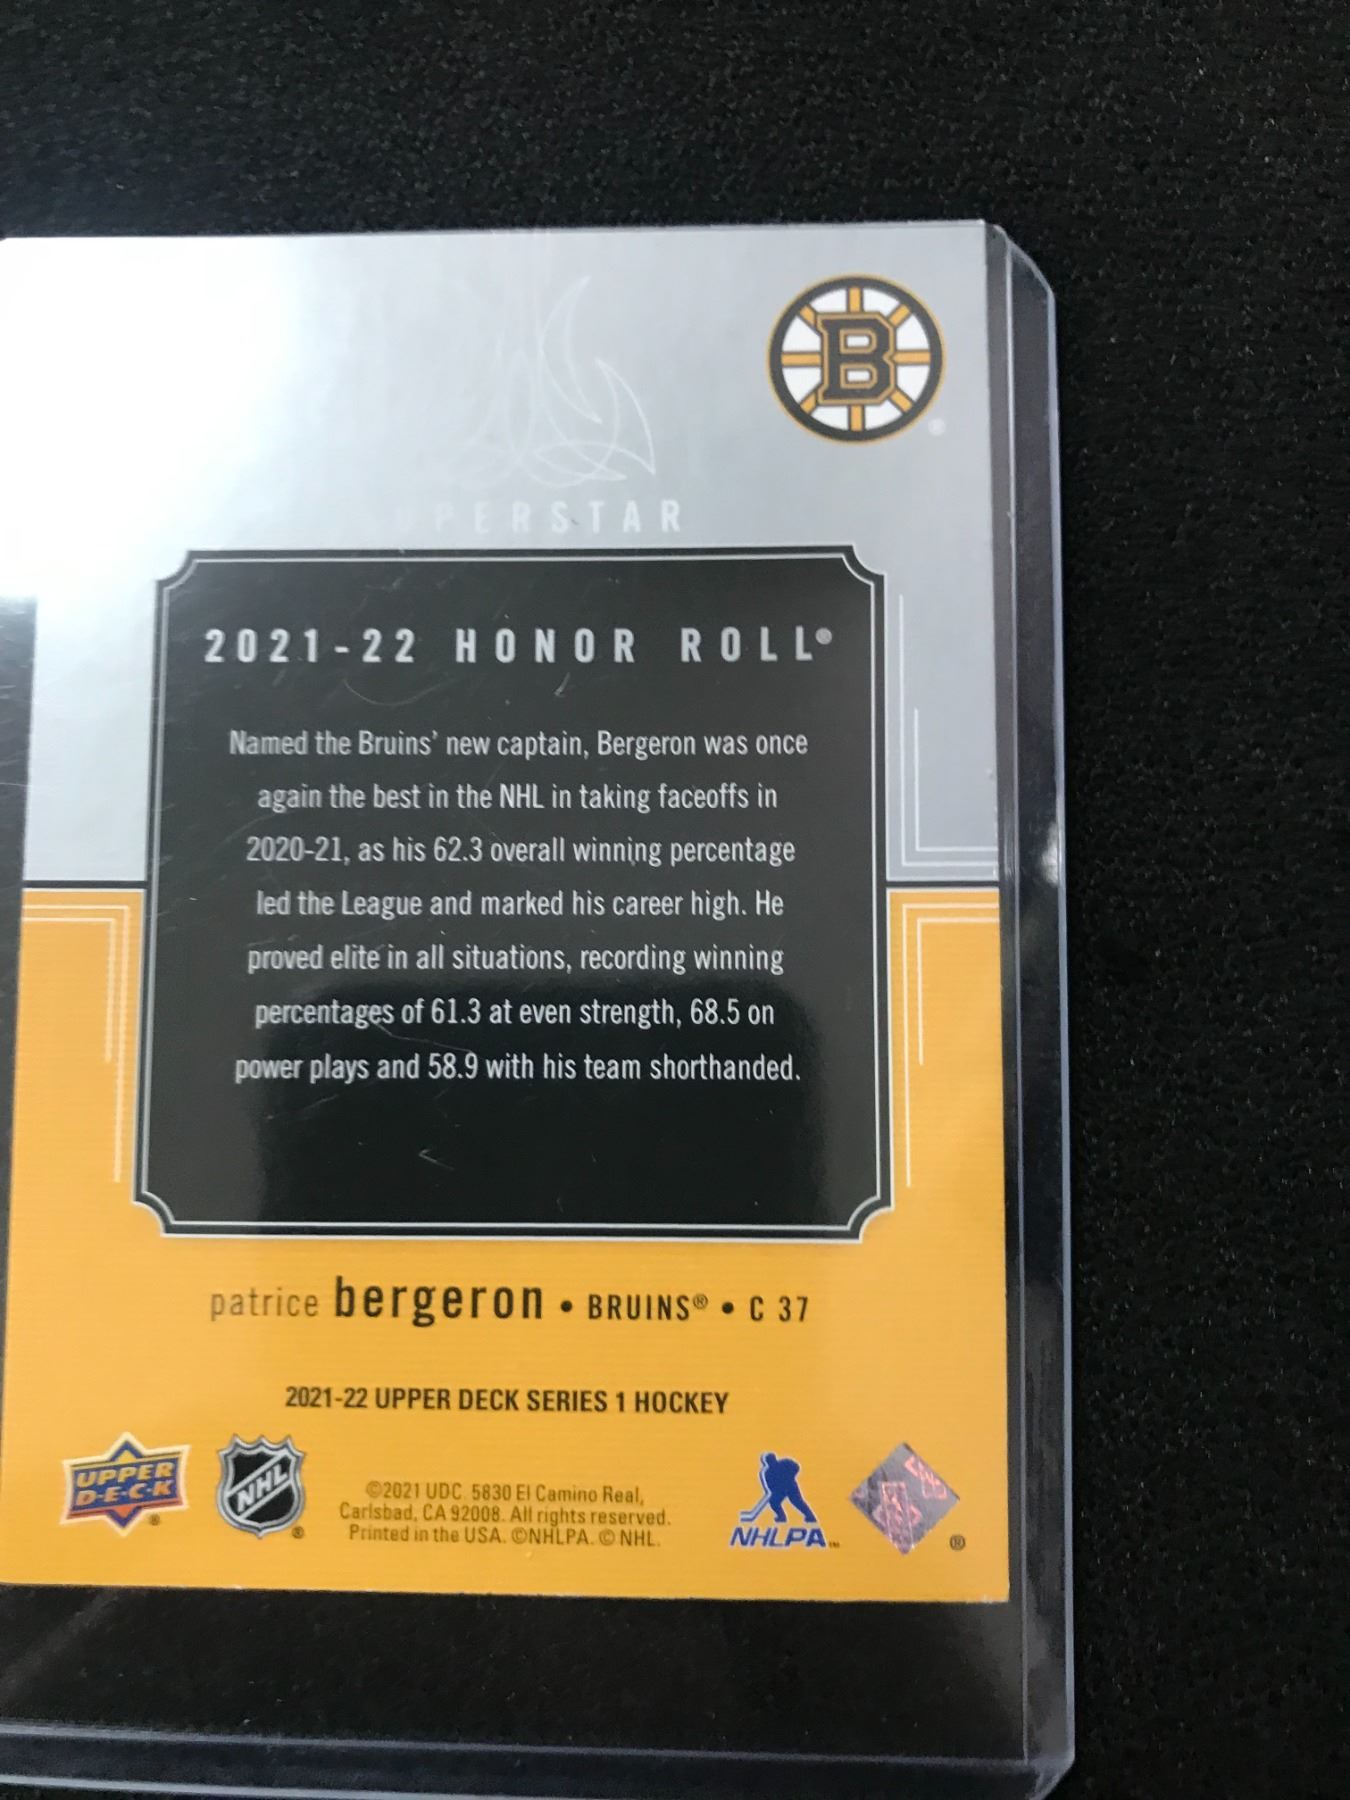 B
®
SUPERSTAR
2021-22 HONOR ROLL®
Named the Bruins' new captain, Bergeron was once
again the best in the NHL in taking faceoffs in
2020-21, as his 62.3 overall winning percentage
led the League and marked his career high. He
proved elite in all situations, recording winning
percentages of 61.3 at even strength, 68.5 on
power plays and 58.9 with his team shorthanded.
patrice bergeron • BRUINS® • C 37
2021-22 UPPER DECK SERIES 1 HOCKEY
UPPER
D·E·C·K
®
NHL
®
©2021 UDC. 5830 El Camino Real,
Carlsbad, CA 92008. All rights reserved.
Printed in the USA. ©NHLPA. © NHL.
NHLPA™
®